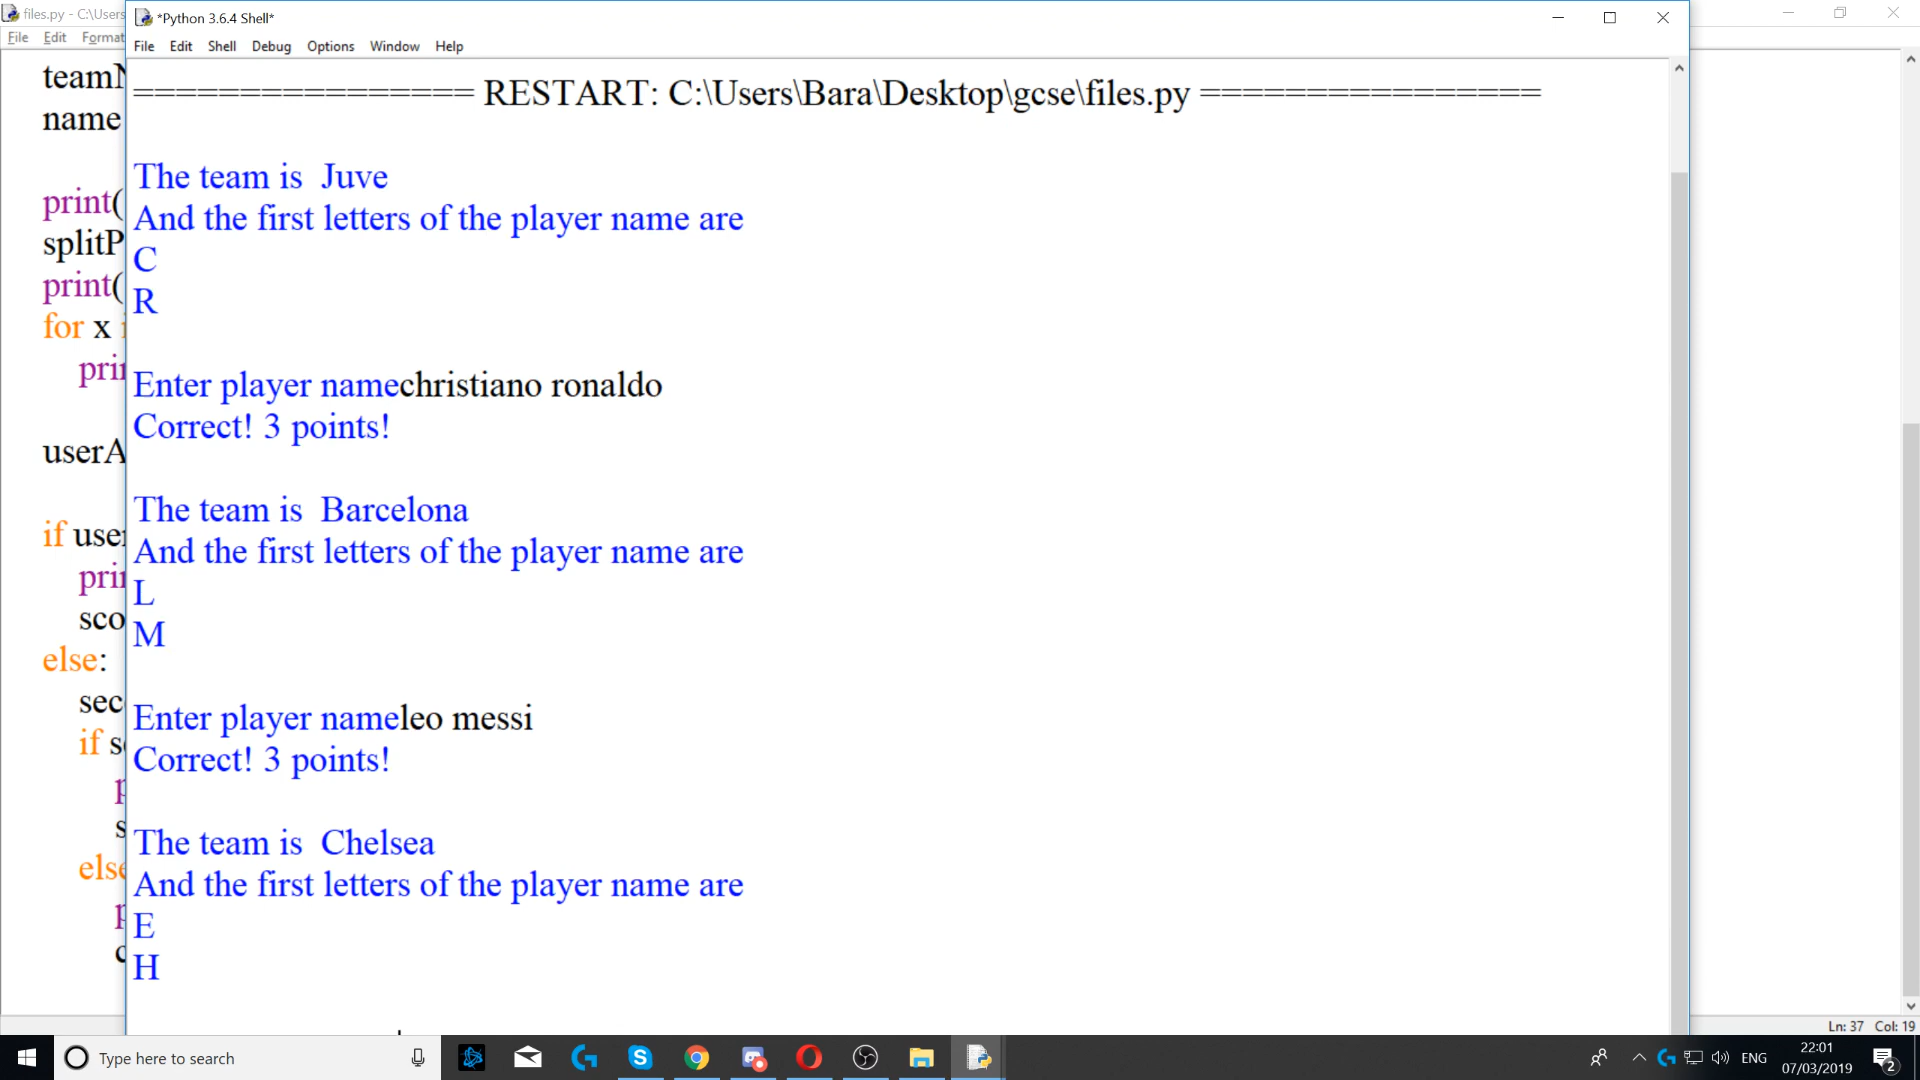 files.py - C:\Users
*Python 3.6.4 Shell*
File Edit Format
File Edit Shell Debug Options Window Help
================ RESTART: C:\Users\Bara\Desktop\gcse\files.py ================
The team is  Juve
And the first letters of the player name are
C
R
Enter player namechristiano ronaldo
Correct! 3 points!
The team is  Barcelona
And the first letters of the player name are
L
M
Enter player nameleo messi
Correct! 3 points!
The team is  Chelsea
And the first letters of the player name are
E
H
name
print(
splitP
print(
for x
userA
if user
sco
else:
sec
if s
Ln: 37 Col: 19
Type here to search
ENG
22:01
07/03/2019
2